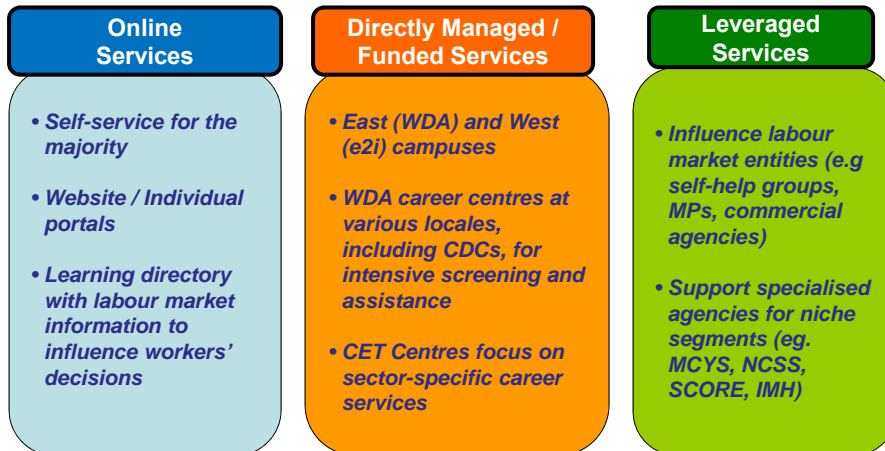 Online
Services
• Self-service for the
majority
• Website / Individual
portals
• Learning directory
with labour market
information to
influence workers'
decisions
Directly Managed /
Funded Services
• East (WDA) and West
(e2i) campuses
• WDA career centres at
various locales,
including CDCs, for
intensive screening and
assistance
• CET Centres focus on
sector-specific career
services
Leveraged
Services
• Influence labour
market entities (e.g
self-help groups,
MPs, commercial
agencies)
• Support specialised
agencies for niche
segments (eg.
MCYS, NCSS,
SCORE, IMH)